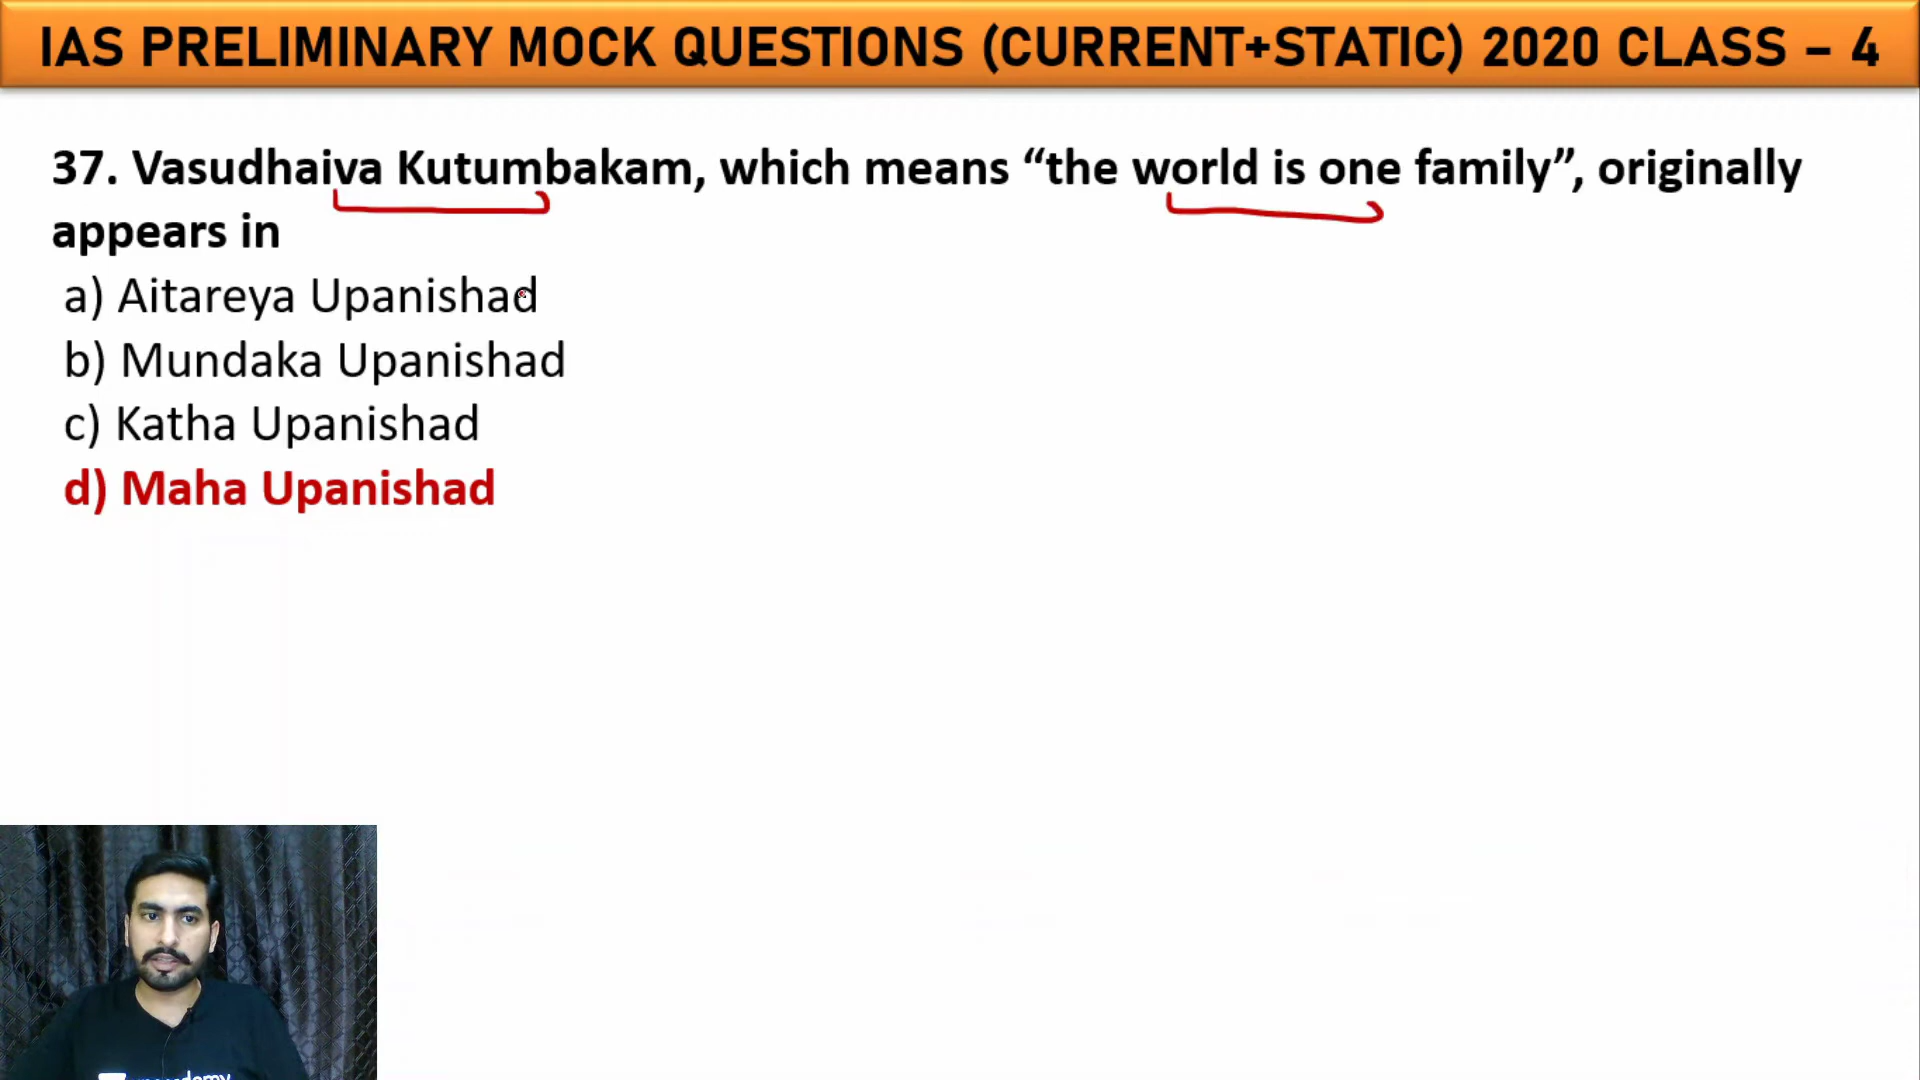 IAS PRELIMINARY MOCK QUESTIONS (CURRENT+STATIC) 2020 CLASS – 4
37. Vasudhaiva Kutumbakam, which means “the world is one family”, originally
appears in
a) Aitareya Upanishad
b) Mundaka Upanishad
c) Katha Upanishad
d) Maha Upanishad